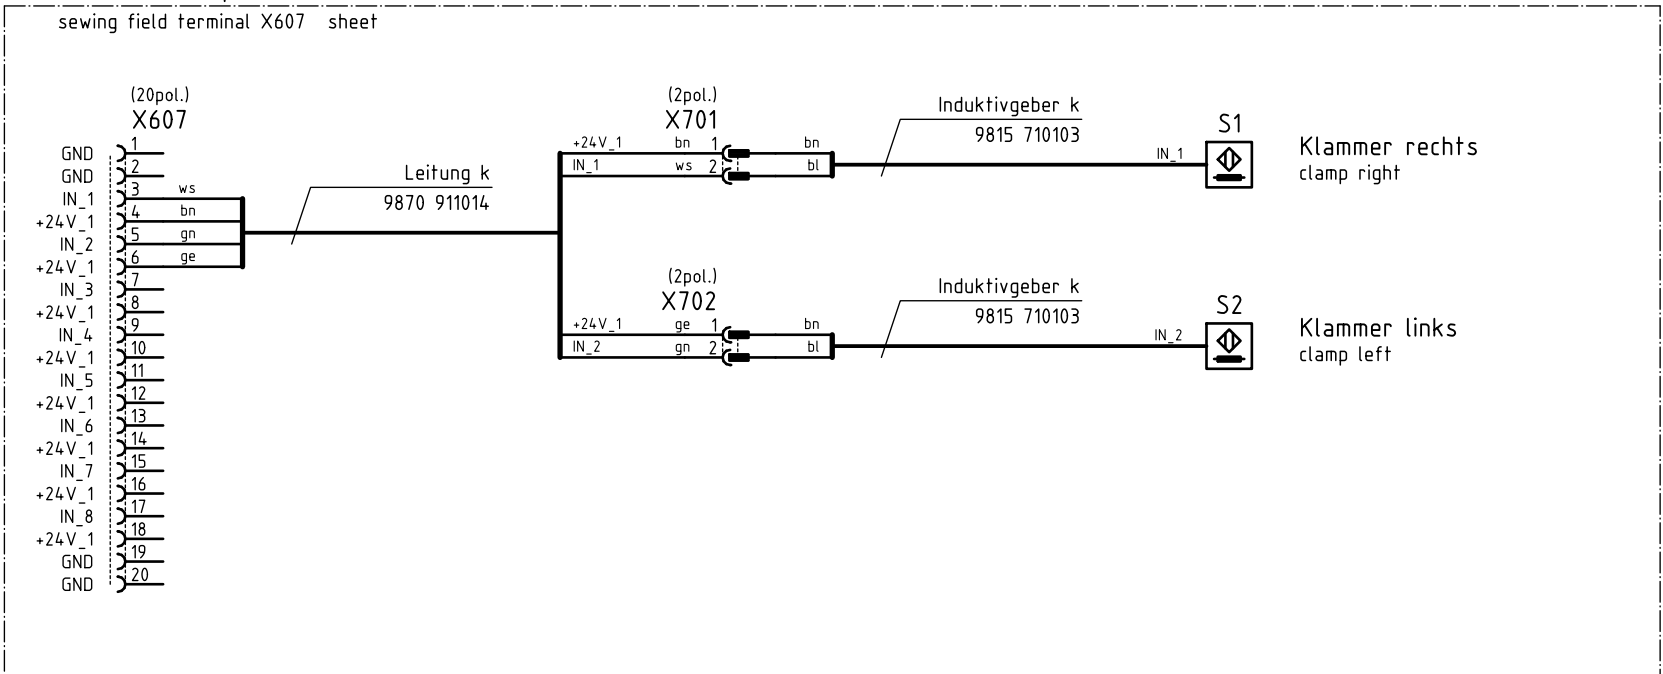 sewing field terminal X607 sheet
(20pol.)
X607
GND 1
GND 2
IN_1 3 ws
+24V_1 4 bn
IN_2 5 gn
+24V_1 6 ge
IN_3 7
+24V_1 8
IN_4 9
+24V_1 10
IN_5 11
+24V_1 12
IN_6 13
+24V_1 14
IN_7 15
+24V_1 16
IN_8 17
+24V_1 18
GND 19
GND 20
Leitung k
9870 911014
(2pol.)
X701
+24V_1 bn 1 bn
IN_1 ws 2 bl
Induktivgeber k
9815 710103
IN_1
S1
Klammer rechts
clamp right
(2pol.)
X702
+24V_1 ge 1 bn
IN_2 gn 2 bl
Induktivgeber k
9815 710103
IN_2
S2
Klammer links
clamp left